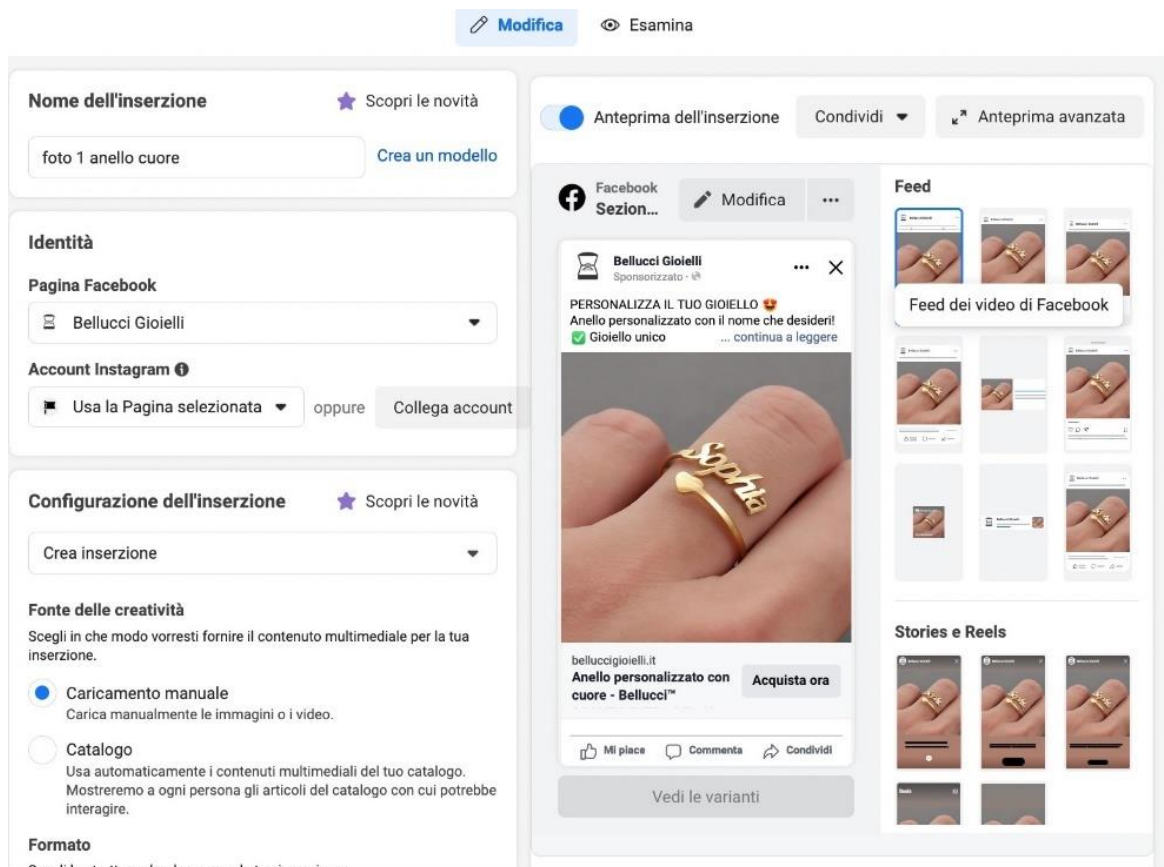 Modifica
Esamina
Nome dell'inserzione
Scopri le novità
foto 1 anello cuore
Crea un modello
Identità
Pagina Facebook
Bellucci Gioielli
Account Instagram
Usa la Pagina selezionata
oppure
Collega account
Configurazione dell'inserzione
Scopri le novità
Crea inserzione
Fonte delle creatività
Scegli in che modo vorresti fornire il contenuto multimediale per la tua
inserzione.
Caricamento manuale
Carica manualmente le immagini o i video.
Catalogo
Usa automaticamente i contenuti multimediali del tuo catalogo.
Mostreremo a ogni persona gli articoli del catalogo con cui potrebbe
interagire.
Formato
Anteprima dell'inserzione
Condividi
Anteprima avanzata
Facebook
Sezion...
Modifica
Bellucci Gioielli
Sponsorizzato
PERSONALIZZA IL TUO GIOIELLO 😍
Anello personalizzato con il nome che desideri!
✅ Gioiello unico ... continua a leggere
Sophia
belluccigioielli.it
Anello personalizzato con
cuore - Bellucci™
Acquista ora
Mi piace
Commenta
Condividi
Vedi le varianti
Feed
Feed dei video di Facebook
Stories e Reels